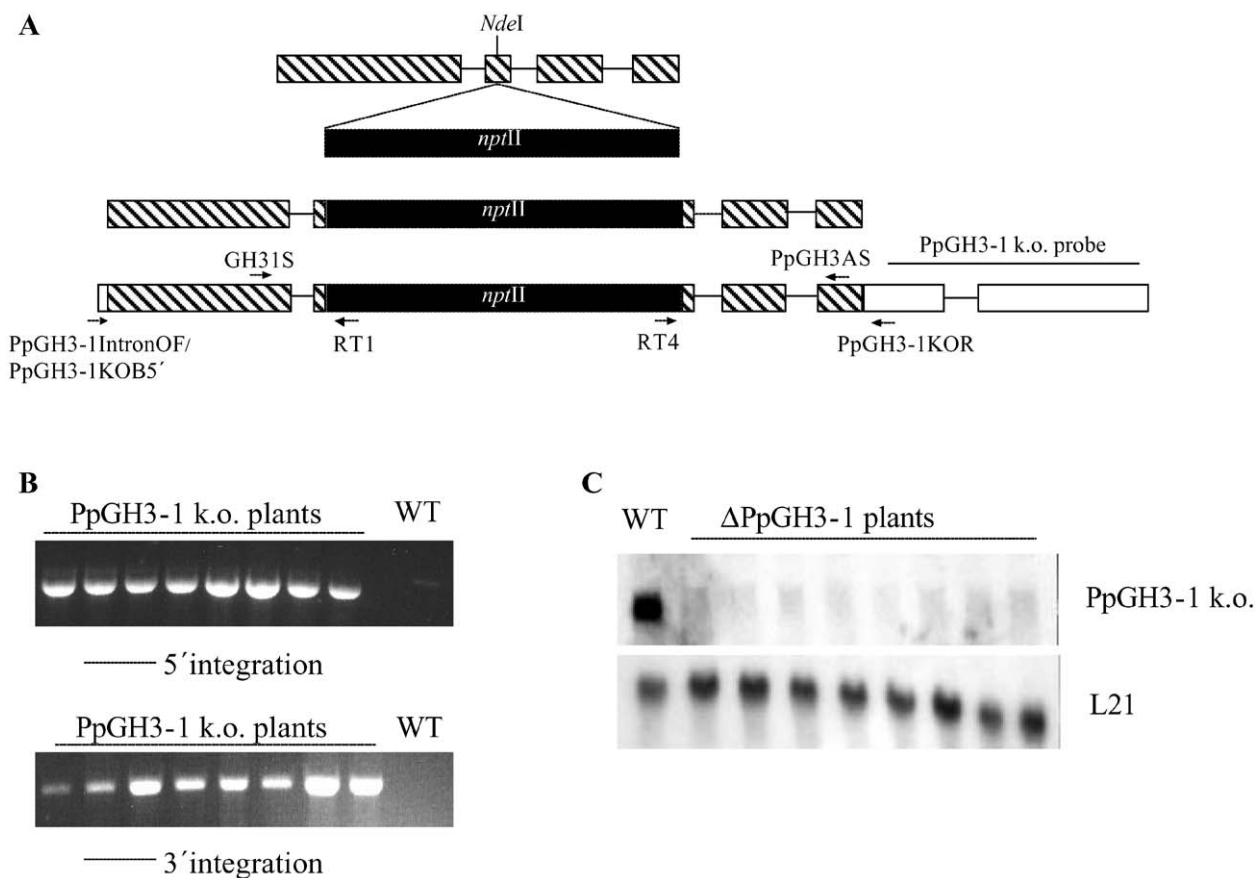 A
NdeI
nptII
nptII
PpGH3-1 k.o. probe
GH31S
PpGH3AS
nptII
PpGH3-1IntronOF/
PpGH3-1KOB5´
RT1
RT4
PpGH3-1KOR
B
PpGH3-1 k.o. plants
WT
5´integration
PpGH3-1 k.o. plants
WT
3´integration
C
WT
ΔPpGH3-1 plants
PpGH3-1 k.o.
L21